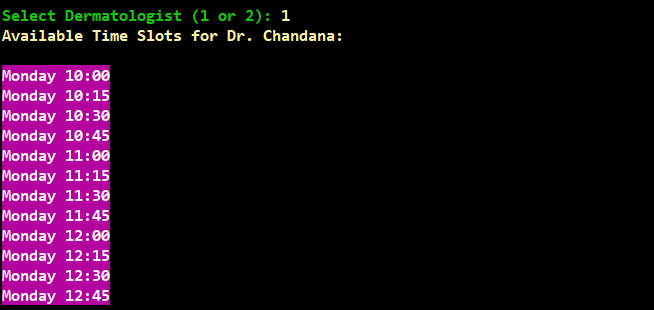 Select Dermatologist (1 or 2): 1
Available Time Slots for Dr. Chandana:
Monday 10:00
Monday 10:15
Monday 10:30
Monday 10:45
Monday 11:00
Monday 11:15
Monday 11:30
Monday 11:45
Monday 12:00
Monday 12:15
Monday 12:30
Monday 12:45